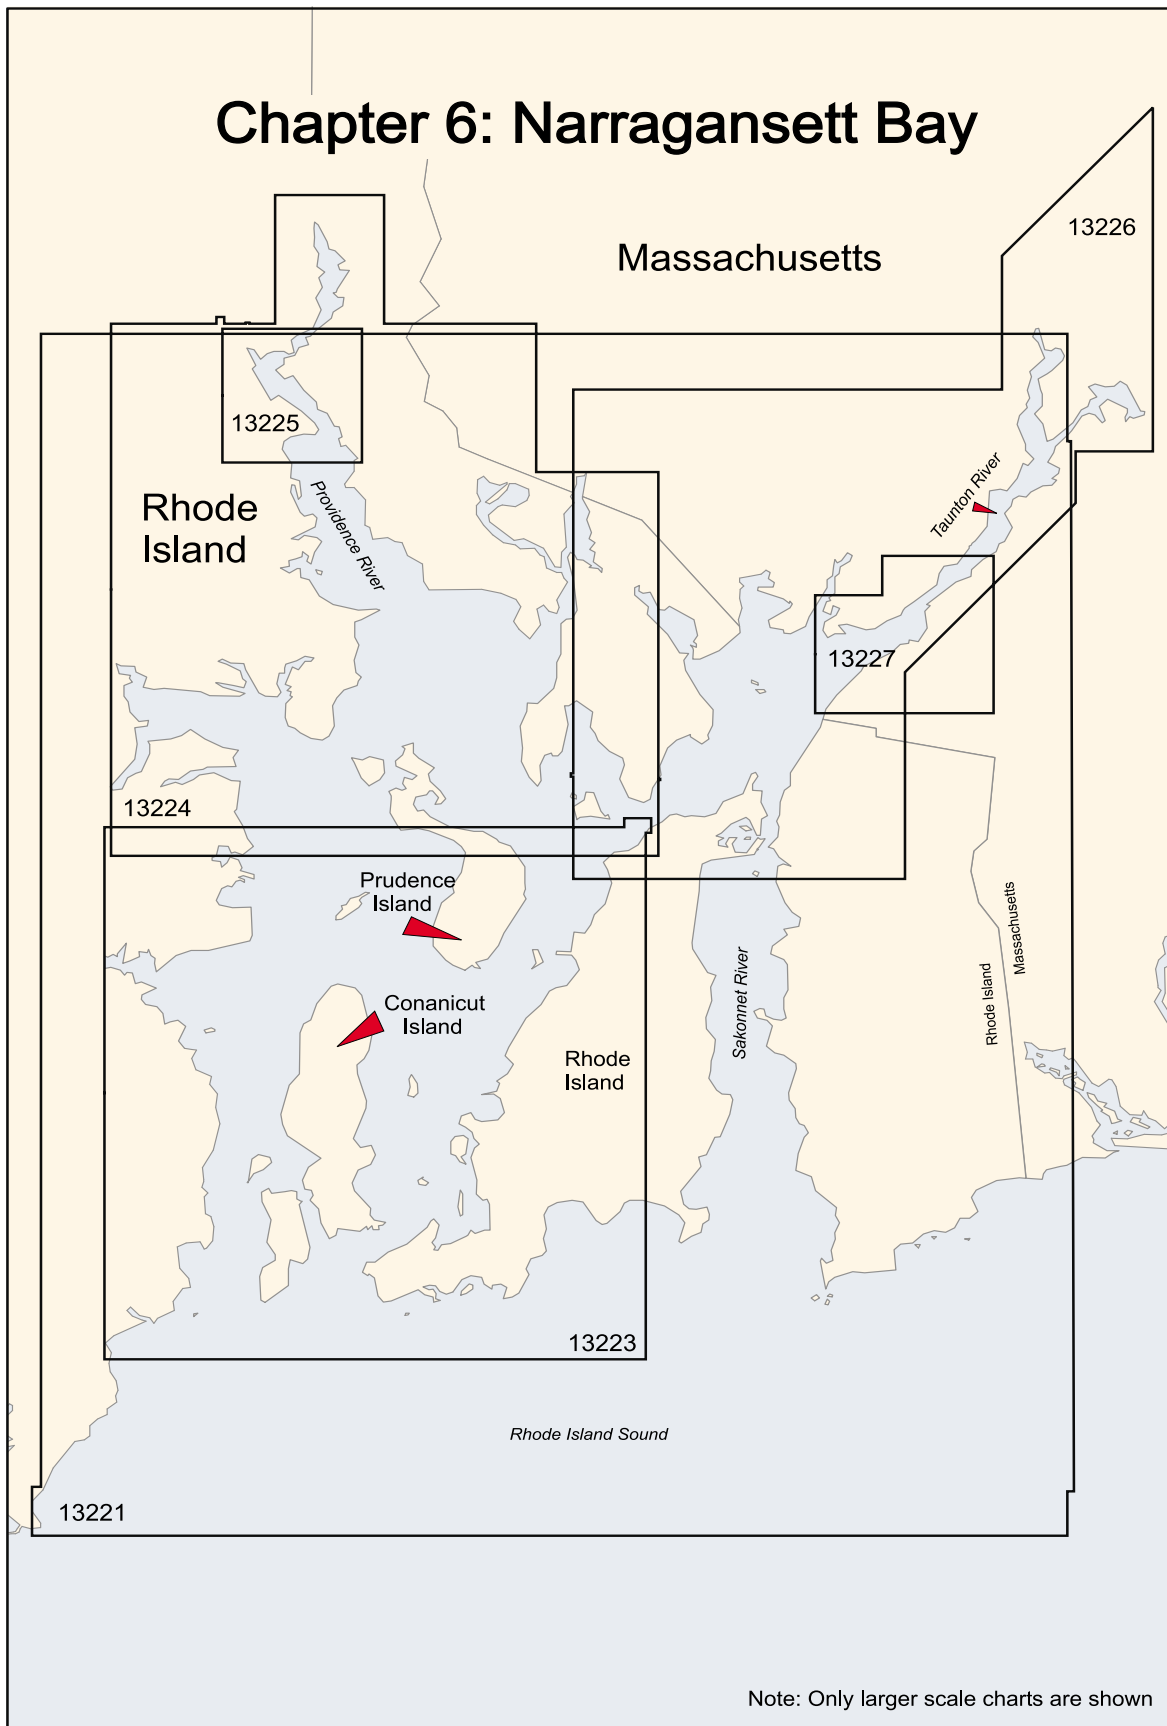 Chapter 6: Narragansett Bay
13226
Massachusetts
13225
Taunton River
Rhode
Island
Providence River
13227
13224
Prudence
Island
Massachusetts
Rhode Island
Sakonnet River
Conanicut
Island
Rhode
Island
13223
Rhode Island Sound
13221
Note: Only larger scale charts are shown